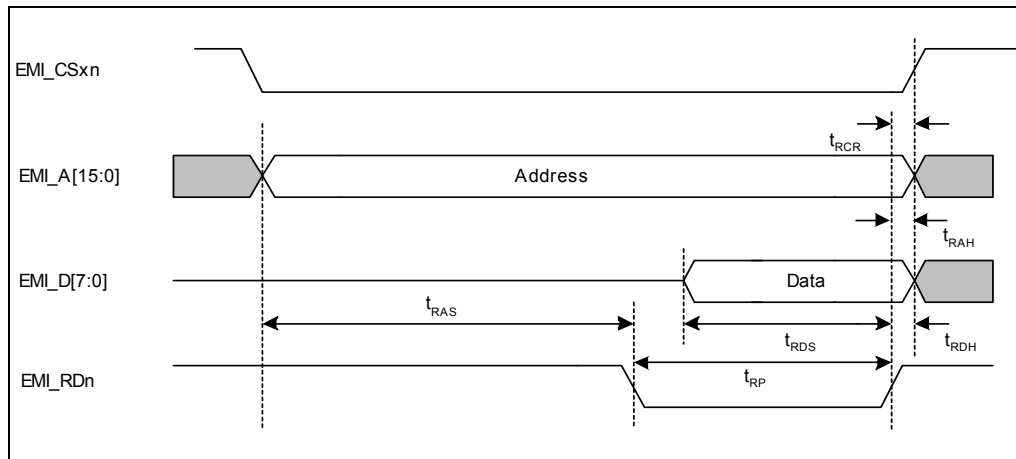 EMI_CSxn
tRCR
EMI_A[15:0]
Address
tRAH
EMI_D[7:0]
Data
tRAS
tRDS
tRDH
EMI_RDn
tRP